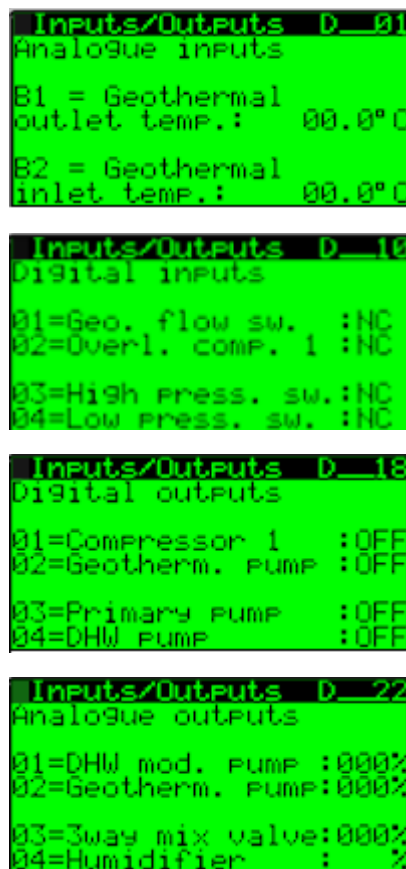 Inputs/Outputs D__01
Analogue inputs
B1 = Geothermal
outlet temp.: 00.0°C
B2 = Geothermal
inlet temp.: 00.0°C
Inputs/Outputs D__10
Digital inputs
01=Geo. flow sw. :NC
02=Overl. comp. 1 :NC
03=High press. sw.:NC
04=Low press. sw. :NC
Inputs/Outputs D__18
Digital outputs
01=Compressor 1 :OFF
02=Geotherm. pump :OFF
03=Primary pump :OFF
04=DHW pump :OFF
Inputs/Outputs D__22
Analogue outputs
01=DHW mod. pump :000%
02=Geotherm. pump:000%
03=3way mix valve:000%
04=Humidifier : %